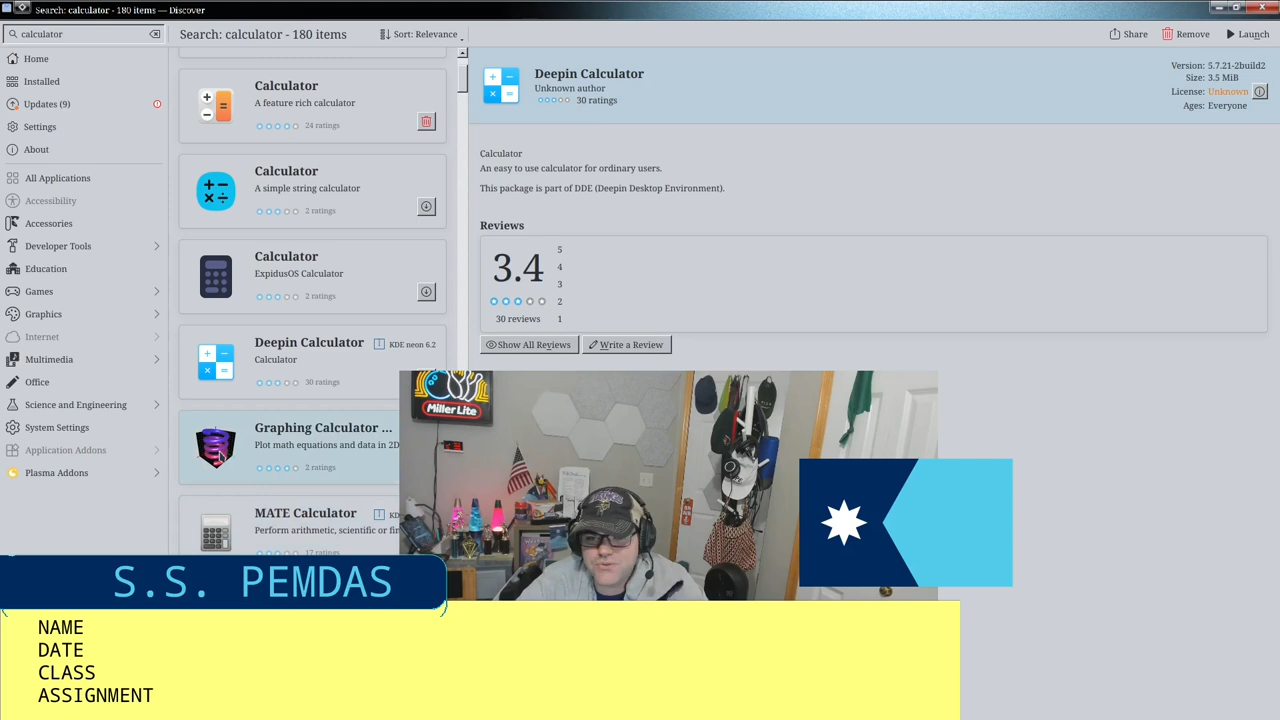 Search: calculator - 180 items — Discover
calculator
Search: calculator - 180 items
Sort: Relevance
Share
Remove
Launch
Home
Installed
Updates (9)
Settings
About
All Applications
Accessibility
Accessories
Developer Tools
Education
Games
Graphics
Internet
Multimedia
Office
Science and Engineering
System Settings
Application Addons
Plasma Addons
Calculator
A feature rich calculator
24 ratings
Calculator
A simple string calculator
2 ratings
Calculator
ExpidusOS Calculator
2 ratings
Deepin Calculator
KDE neon 6.2
Calculator
30 ratings
Graphing Calculator ...
Plot math equations and data in 2D
2 ratings
MATE Calculator
Perform arithmetic, scientific or
17 ratings
Deepin Calculator
Unknown author
30 ratings
Version: 5.7.21-2build2
Size: 3.5 MiB
License: Unknown
Ages: Everyone
Calculator
An easy to use calculator for ordinary users.
This package is part of DDE (Deepin Desktop Environment).
Reviews
3.4
30 reviews
5
4
3
2
1
Show All Reviews
Write a Review
Miller Lite
S.S. PEMDAS
NAME
DATE
CLASS
ASSIGNMENT